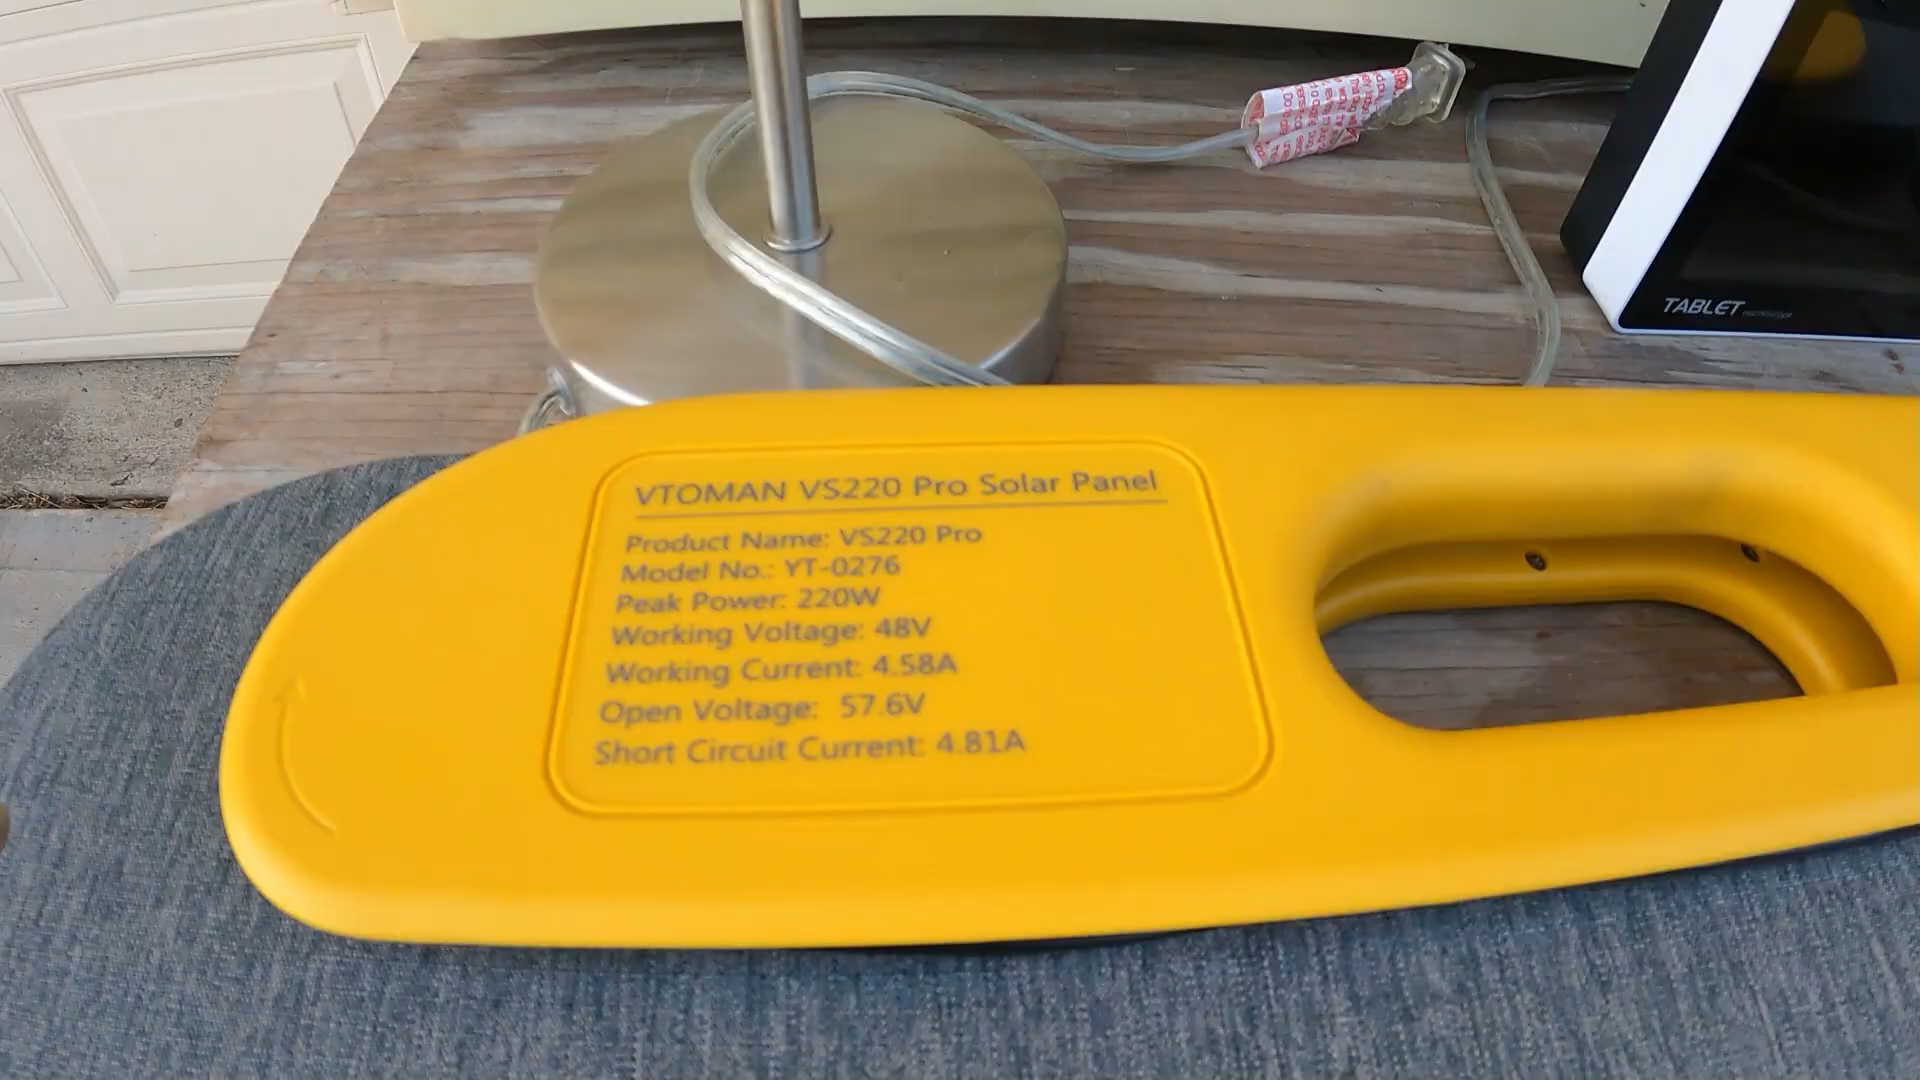 TABLET
VTOMAN VS220 Pro Solar Panel
Product Name: VS220 Pro
Model No.: YT-0276
Peak Power: 220W
Working Voltage: 48V
Working Current: 4.58A
Open Voltage: 57.6V
Short Circuit Current: 4.81A